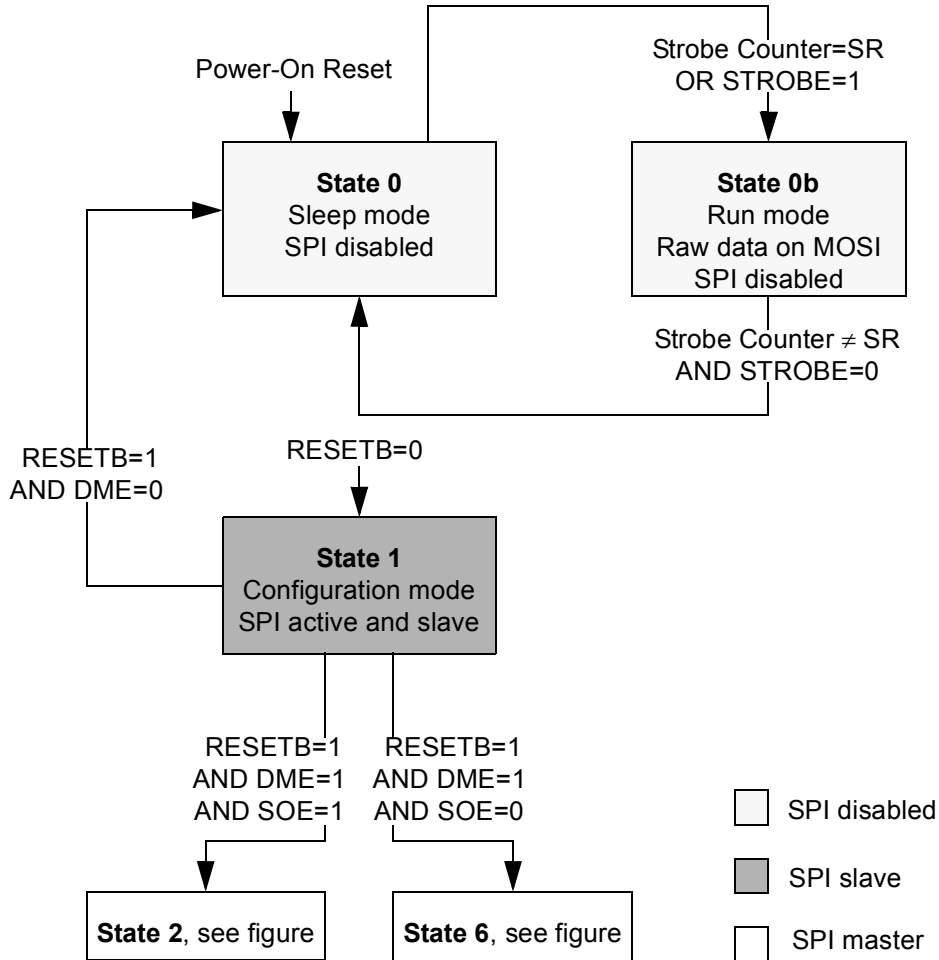 Power-On Reset
Strobe Counter=SR
OR STROBE=1
State 0
Sleep mode
SPI disabled
State 0b
Run mode
Raw data on MOSI
SPI disabled
Strobe Counter ≠ SR
AND STROBE=0
RESETB=1
AND DME=0
RESETB=0
State 1
Configuration mode
SPI active and slave
RESETB=1
AND DME=1
AND SOE=1
RESETB=1
AND DME=1
AND SOE=0
State 2, see figure
State 6, see figure
SPI disabled
SPI slave
SPI master